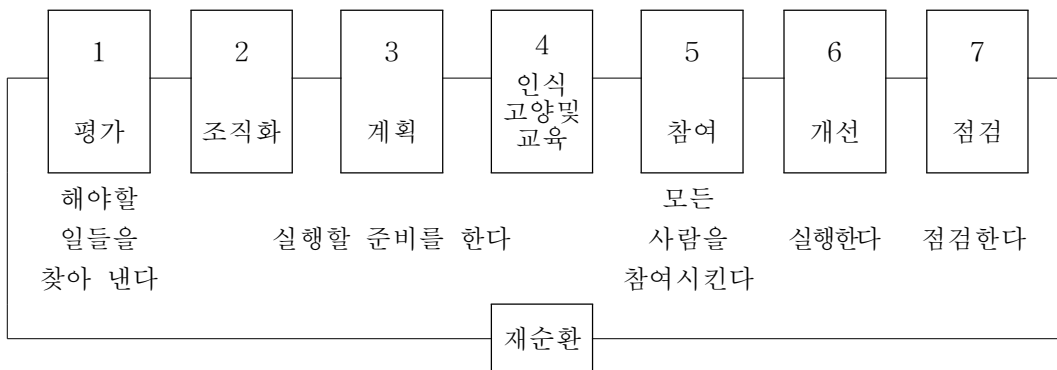 1 2 3 4 5 6 7
평가 조직화 계획 인식 고양및 교육 참여 개선 점검
해야할 일들을 찾아 낸다
실행할 준비를 한다
모든 사람을 참여시킨다
실행한다
점검한다
재순환